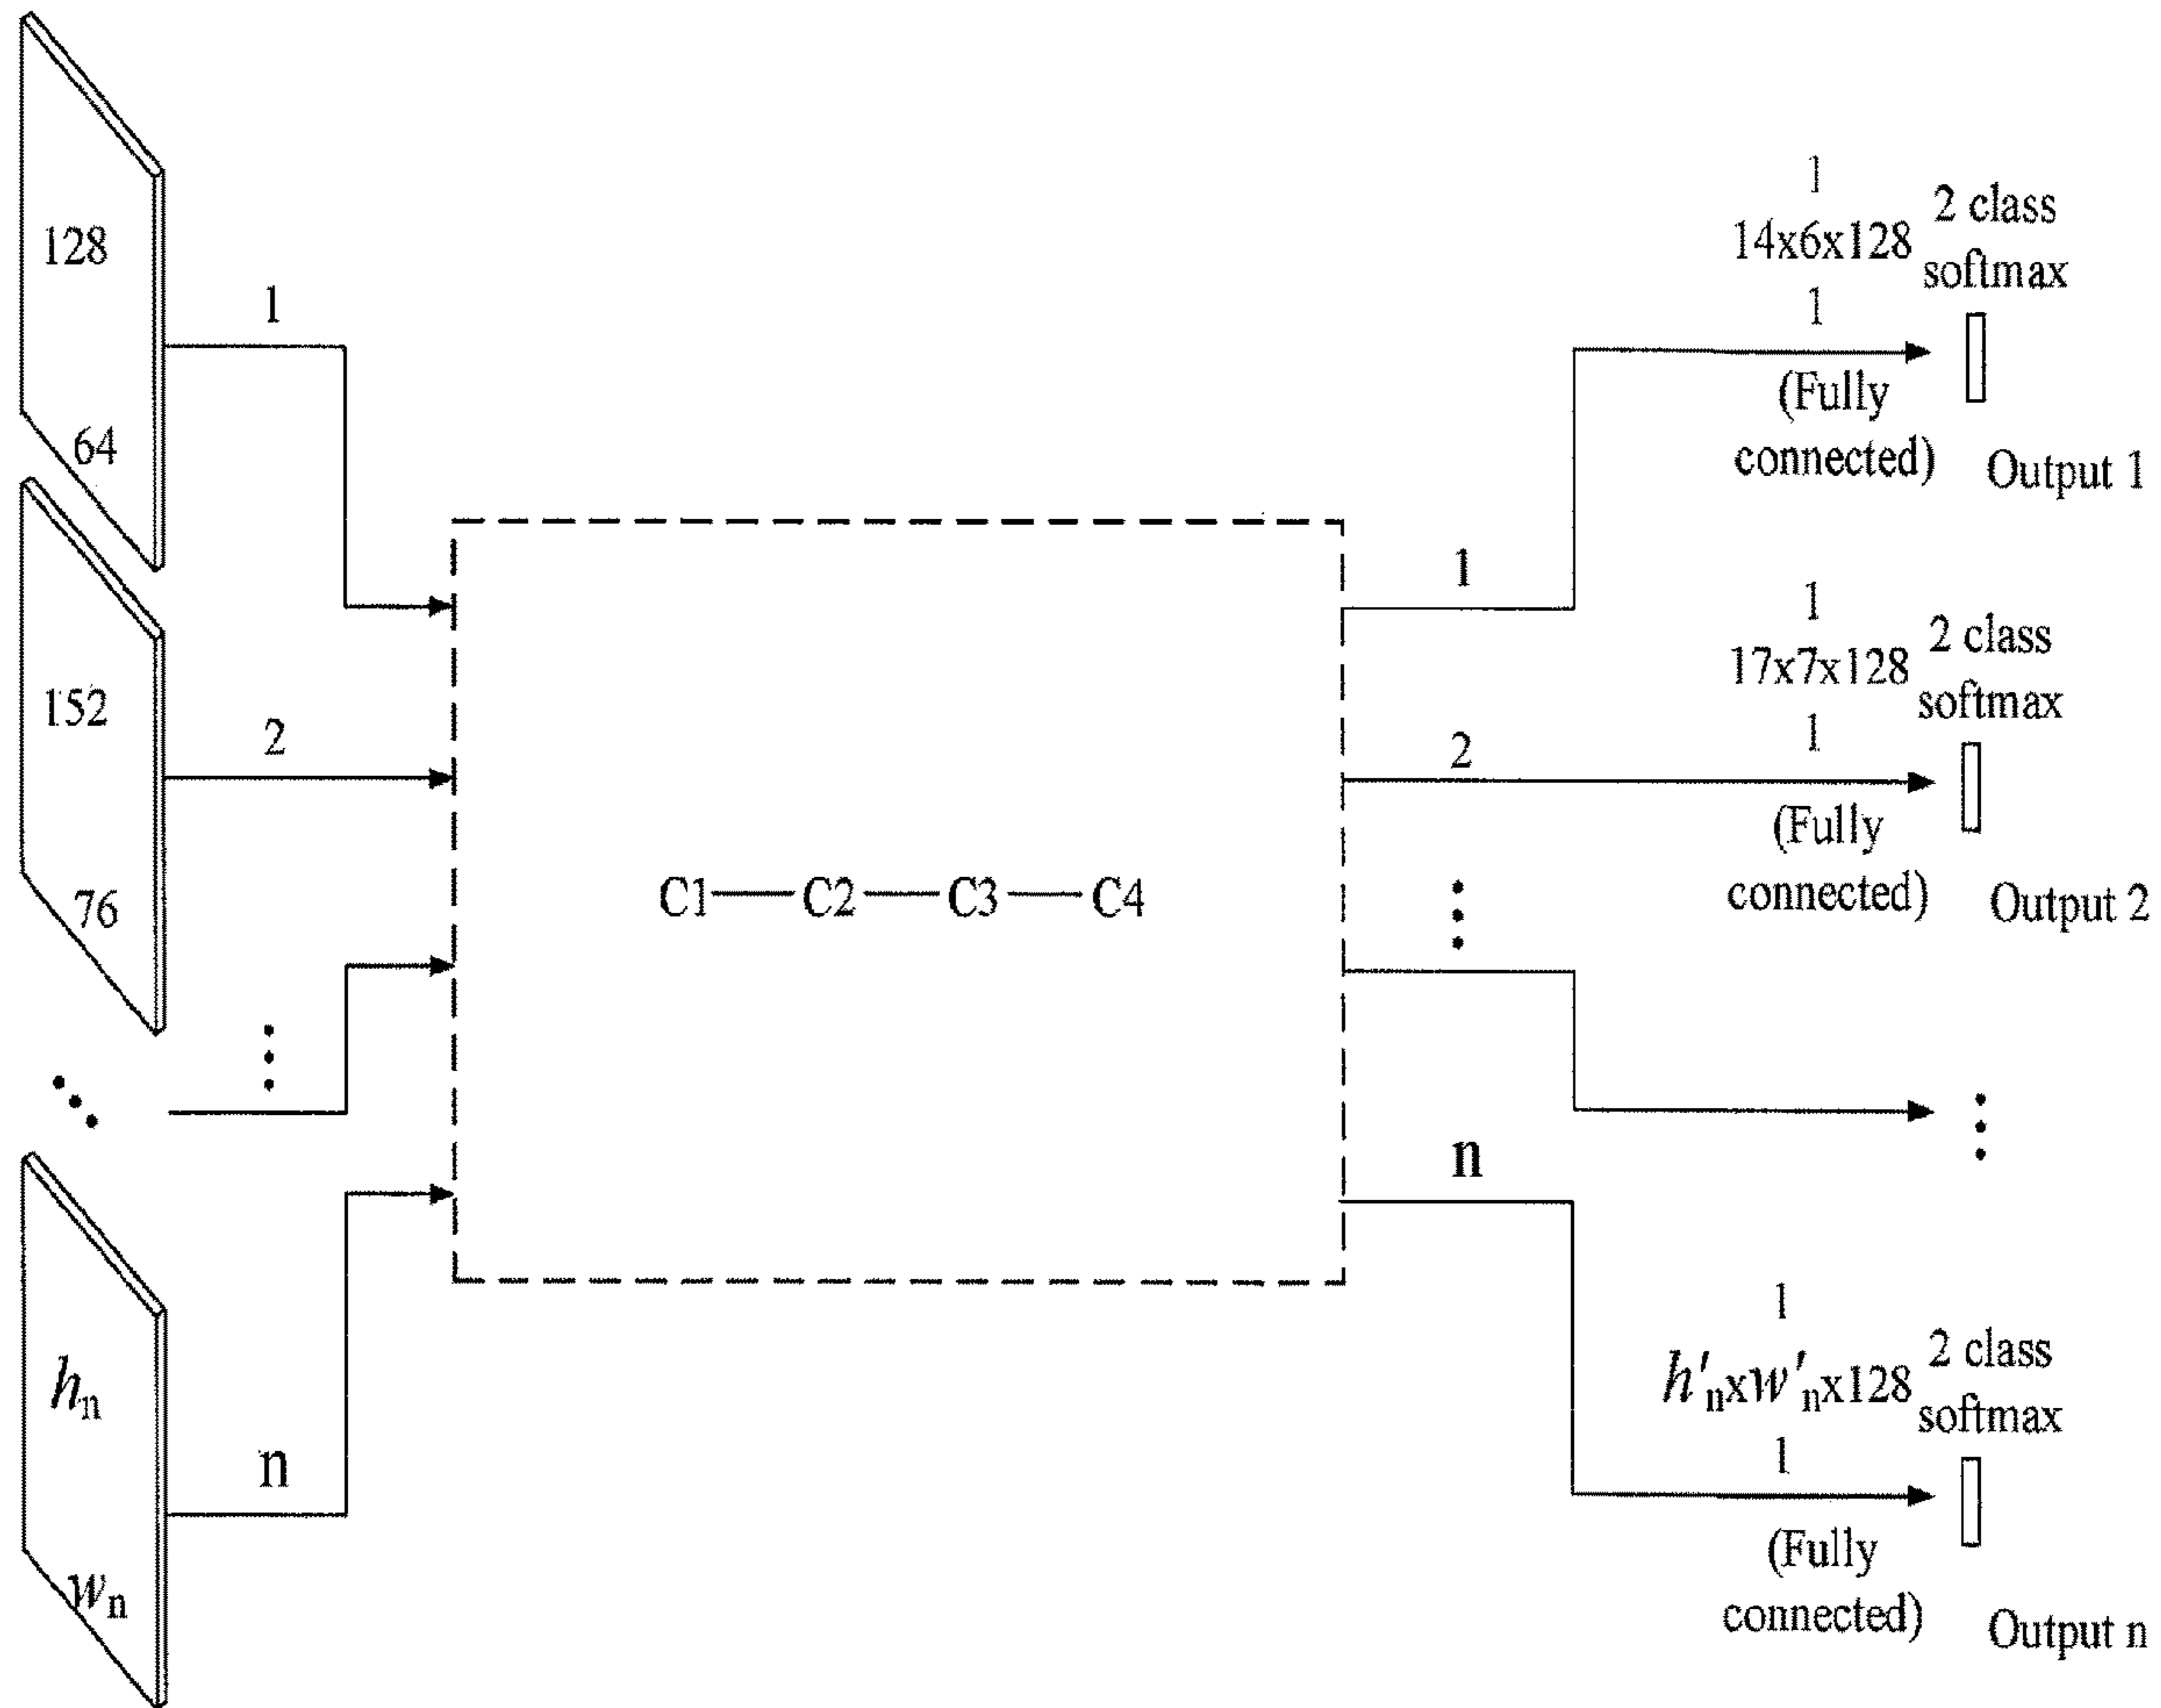 128
64
1
152
76
2
hn
wn
n
C1 C2 C3 C4
1
1
14x6x128
1
2 class
softmax
(Fully
connected)
Output 1
2
1
17x7x128
1
2 class
softmax
(Fully
connected)
Output 2
n
1
h'nxw'nx128
1
2 class
softmax
(Fully
connected)
Output n